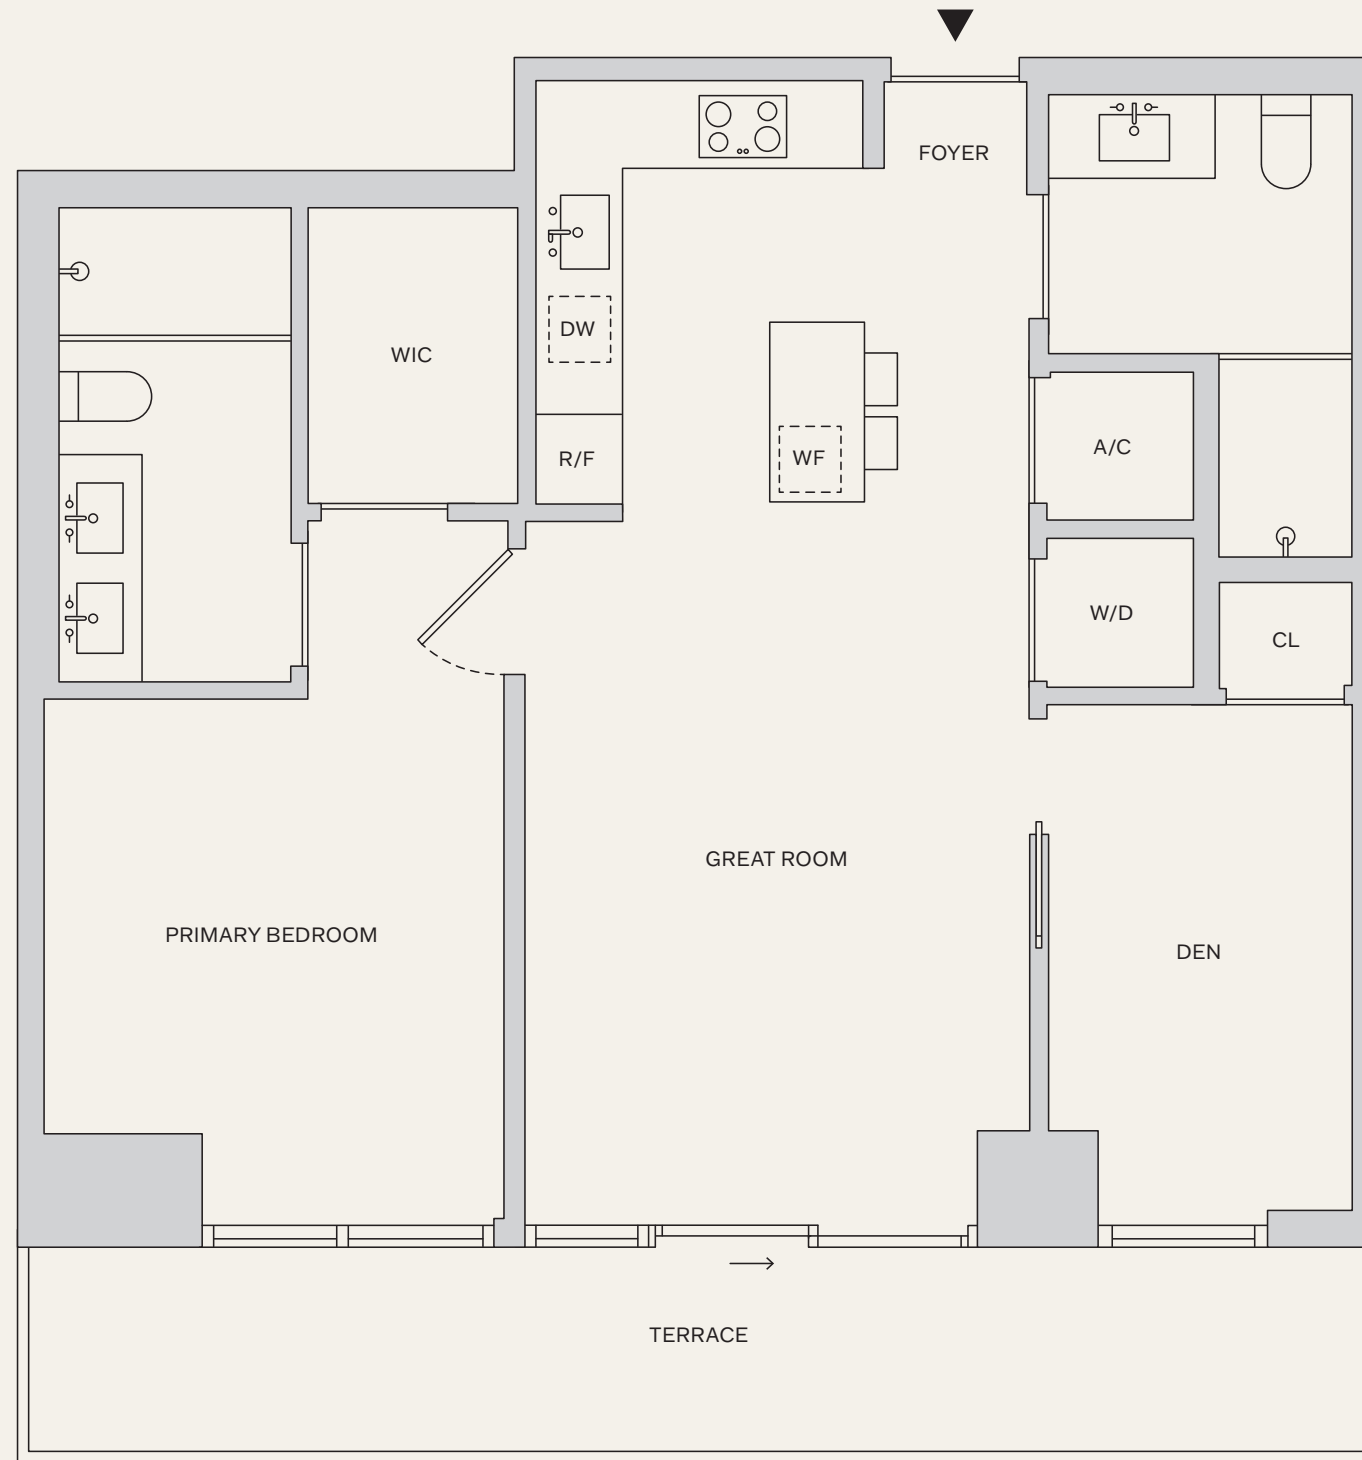 FOYER
DW
WIC
A/C
WF
R/F
W/D
CL
GREAT ROOM
PRIMARY BEDROOM
DEN
TERRACE